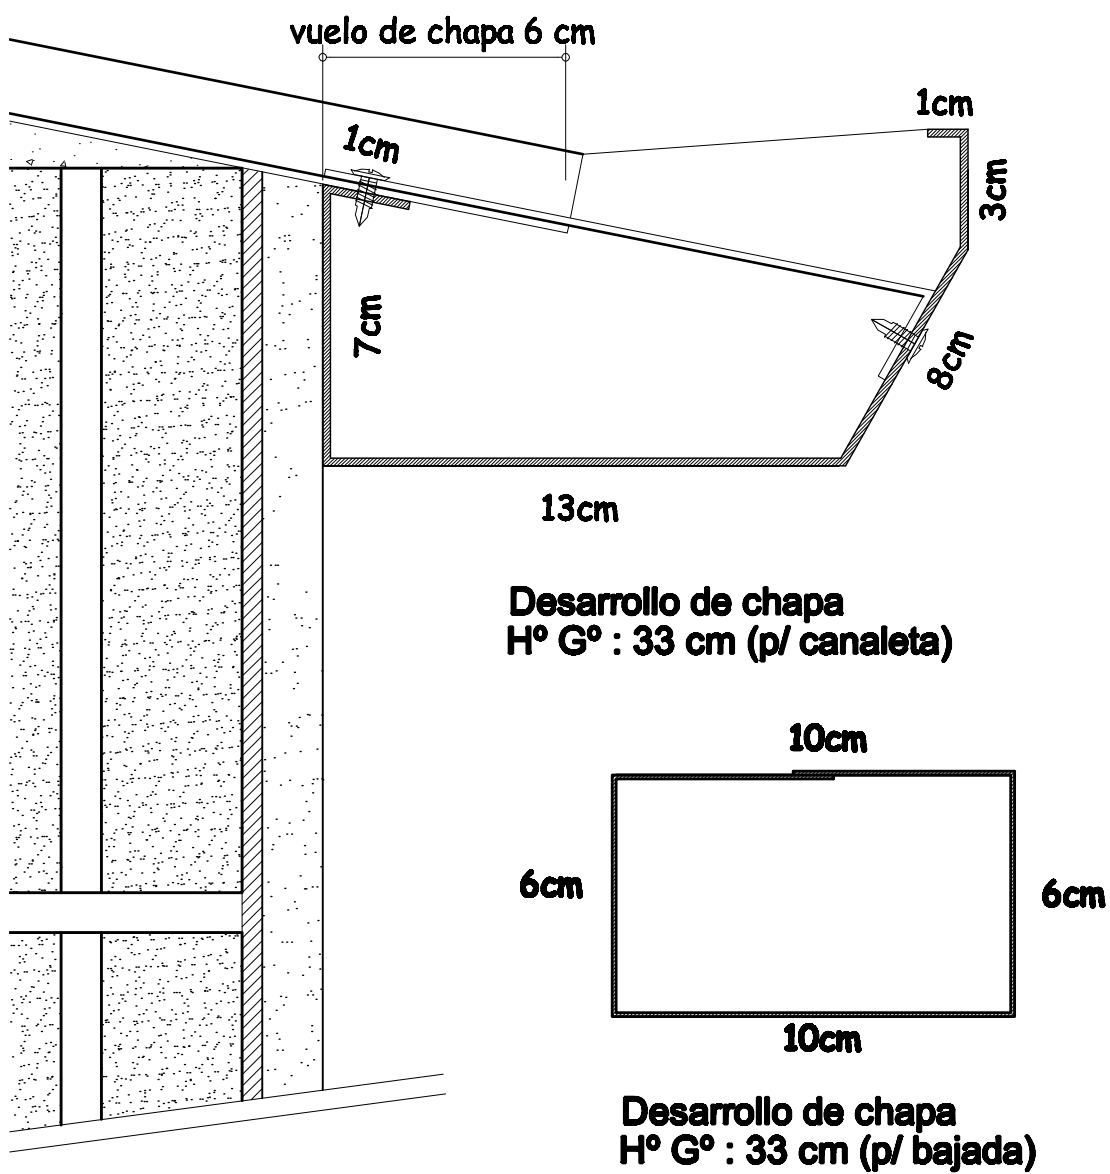 vuelo de chapa 6 cm
1cm
1cm
3cm
7cm
8cm
13cm
Desarrollo de chapa
Hº Gº : 33 cm (p/ canaleta)
10cm
6cm
6cm
10cm
Desarrollo de chapa
Hº Gº : 33 cm (p/ bajada)